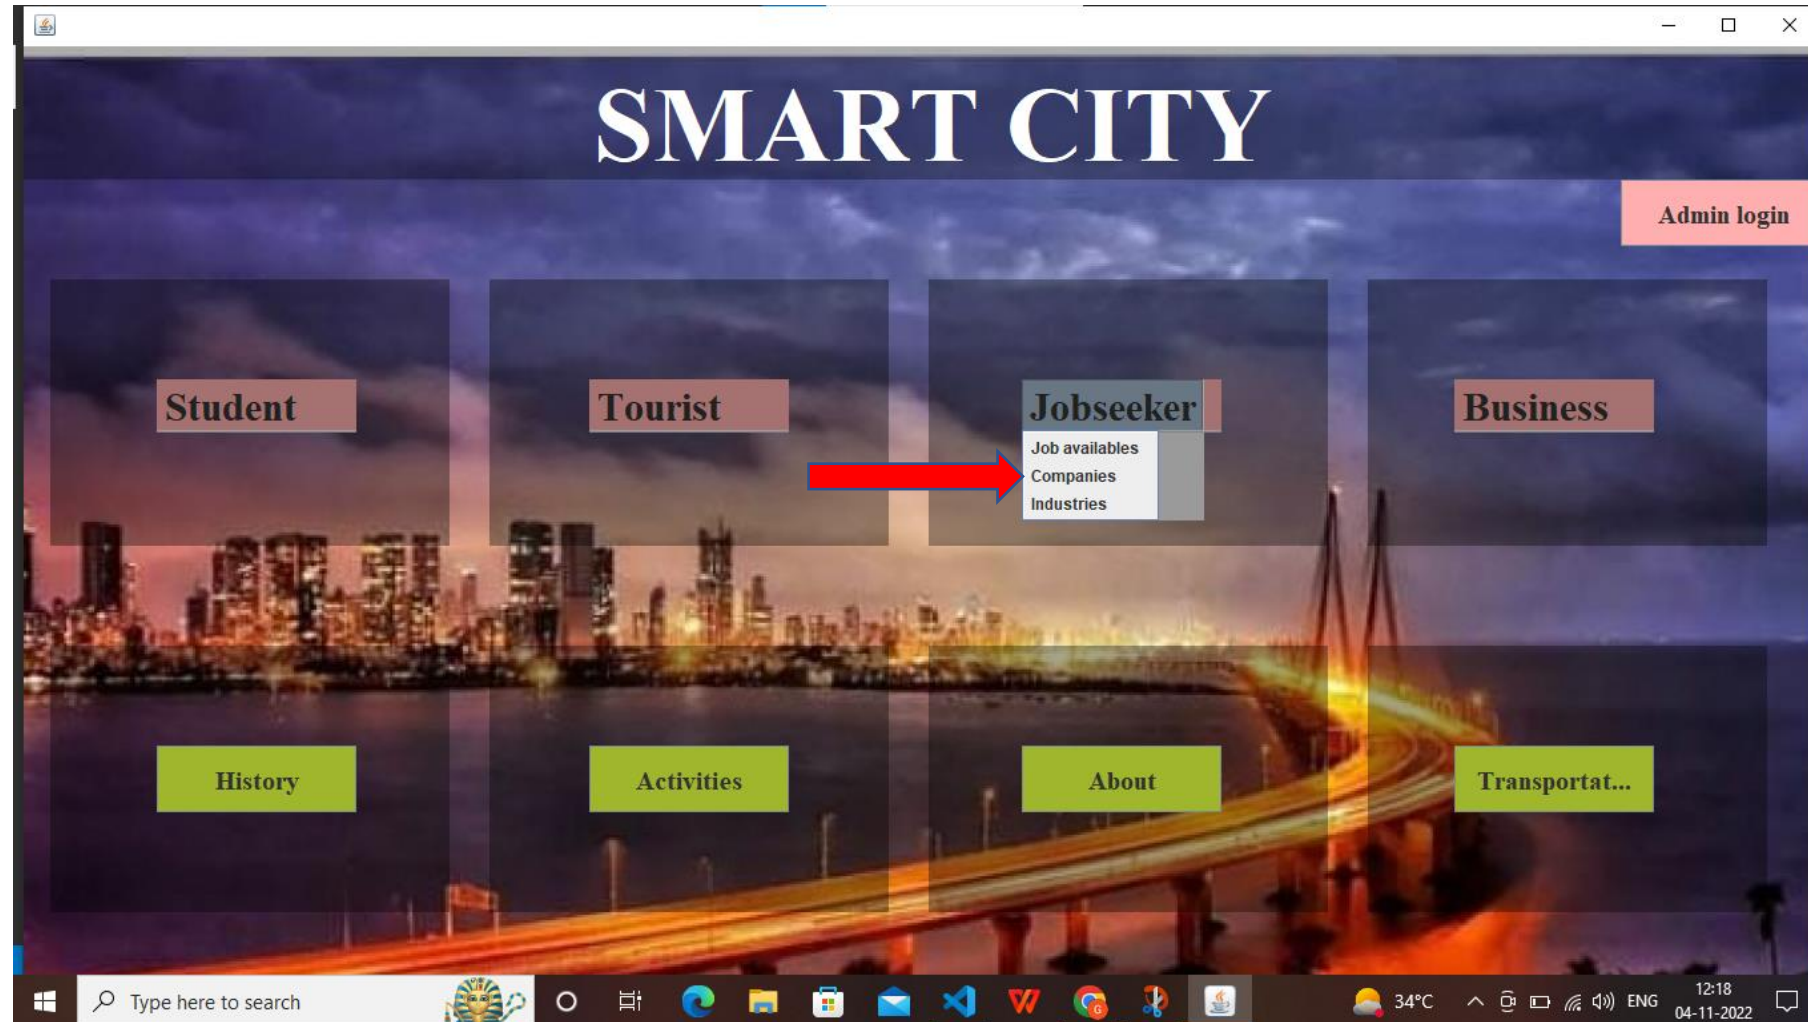 SMART CITY
Admin login
Student
Tourist
Jobseeker
Business
Job availables
Companies
Industries
History
Activities
About
Transportat...
Type here to search
34°C
ENG
12:18
04-11-2022